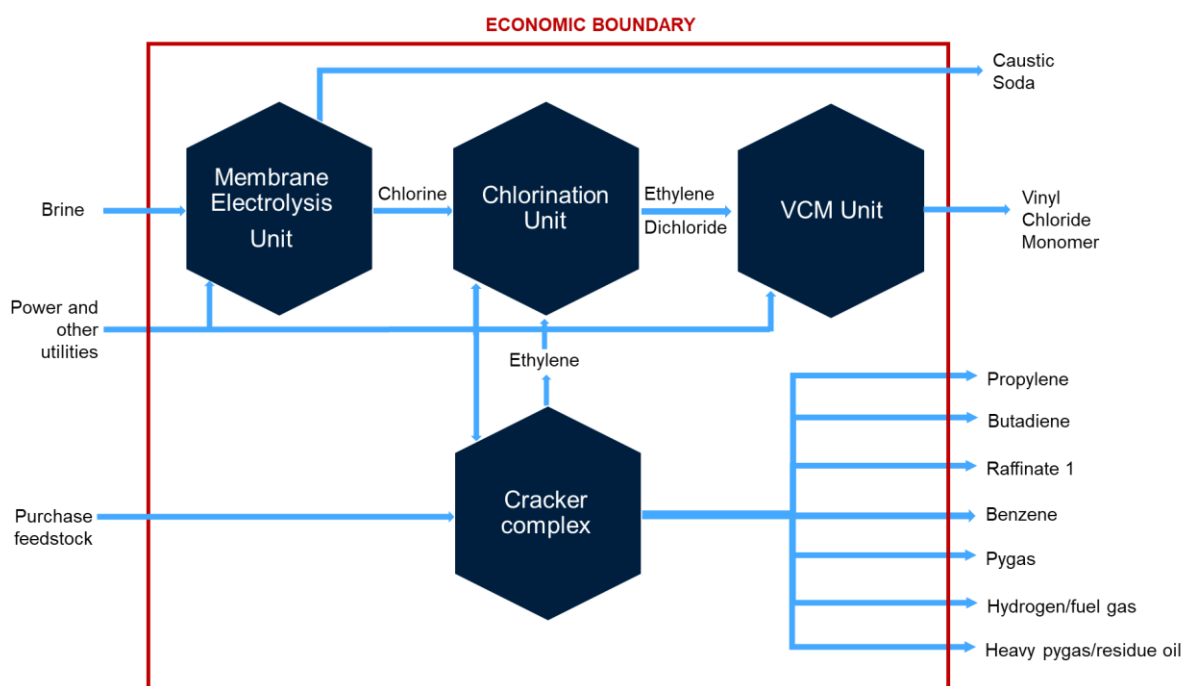 ECONOMIC BOUNDARY
Caustic
Soda
Membrane
Electrolysis
Unit
Chlorine
Chlorination
Unit
Ethylene
Dichloride
VCM Unit
Brine
Vinyl
Chloride
Monomer
Power and
other
utilities
Ethylene
Propylene
Butadiene
Raffinate 1
Purchase
feedstock
Cracker
complex
Benzene
Pygas
Hydrogen/fuel gas
Heavy pygas/residue oil